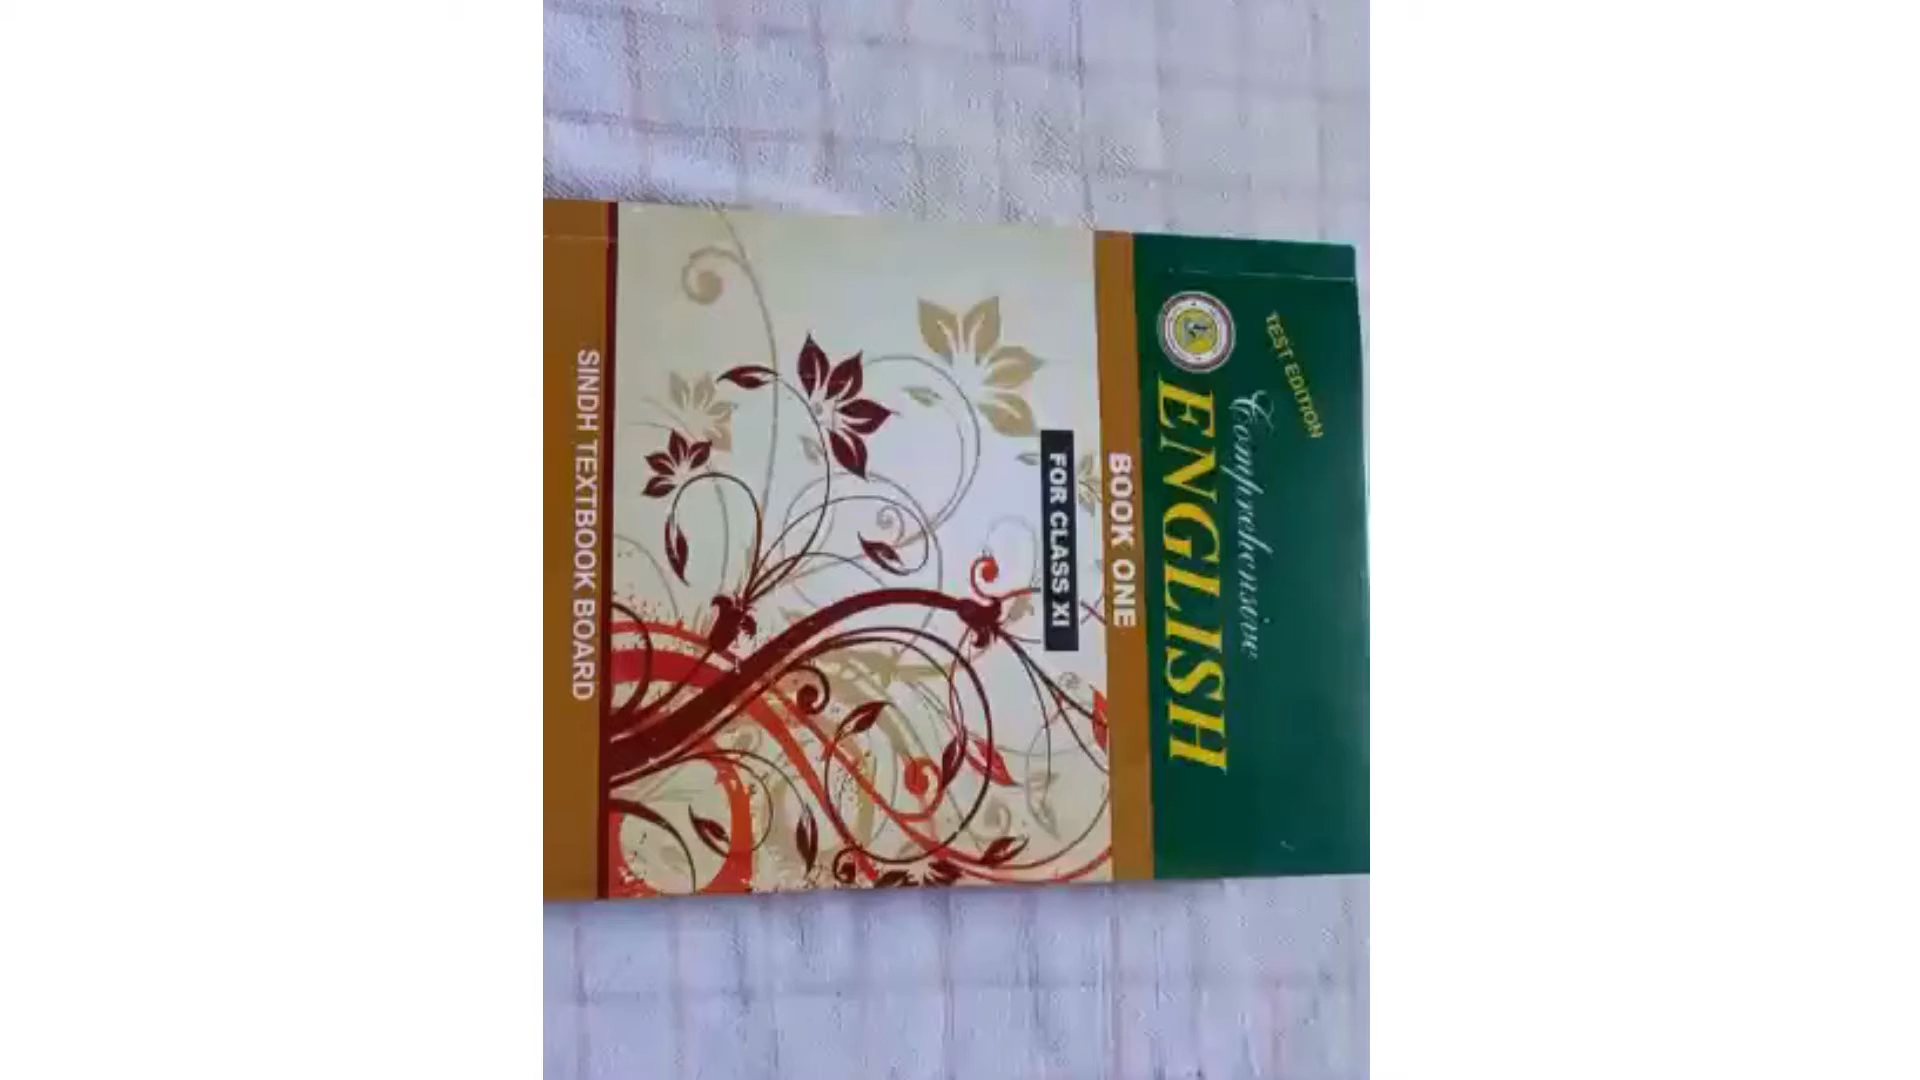 TEST EDITION
Comprehensive
ENGLISH
BOOK ONE
FOR CLASS XI
SINDH TEXTBOOK BOARD